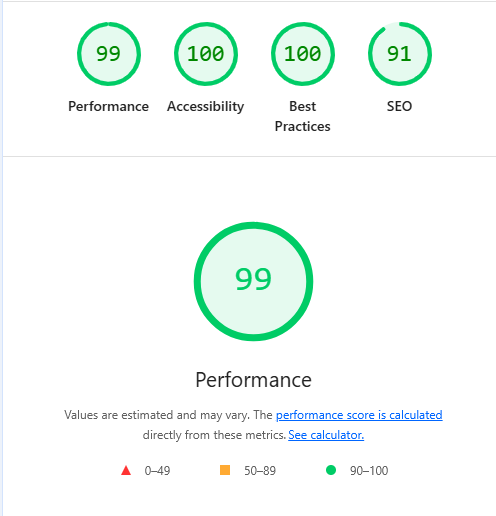 99 100 100 91
Performance Accessibility Best SEO
Practices
99
Performance
Values are estimated and may vary. The performance score is calculated
directly from these metrics. See calculator.
0–49 50–89 90–100